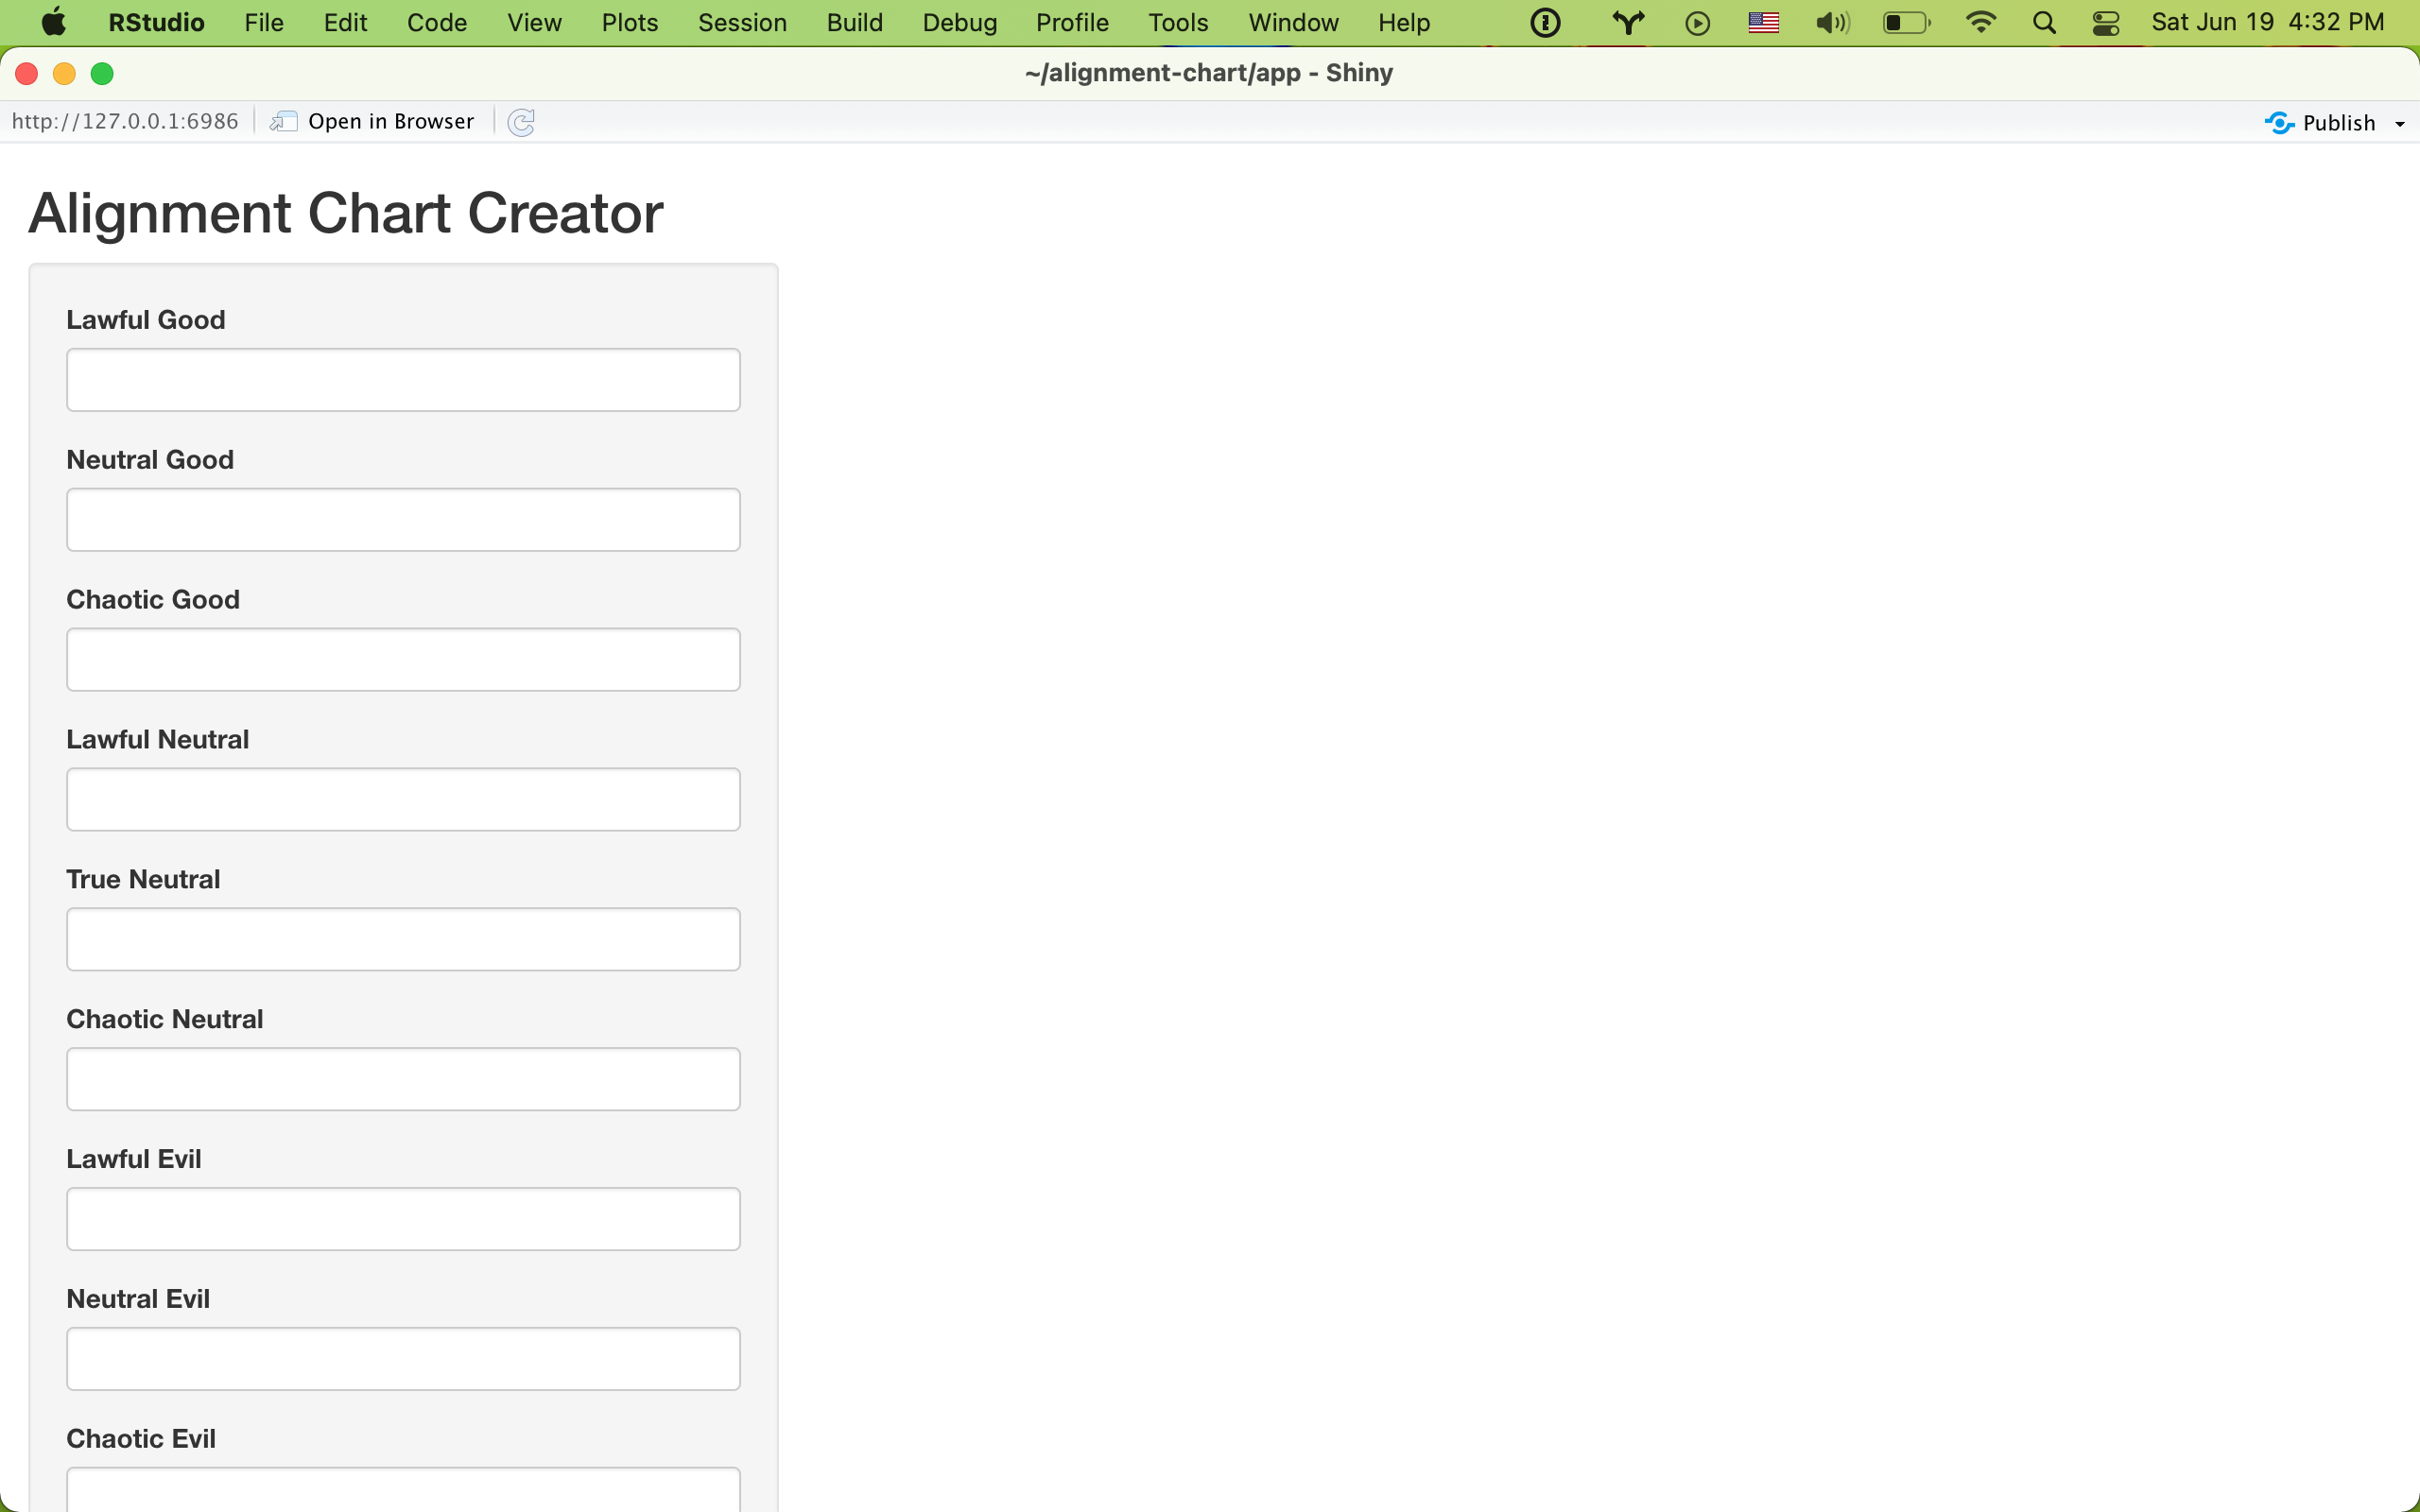 RStudio File Edit Code View Plots Session Build Debug Profile Tools Window Help Sat Jun 19 4:32 PM
~/alignment-chart/app - Shiny
http://127.0.0.1:6986 Open in Browser Publish
Alignment Chart Creator
Lawful Good
Neutral Good
Chaotic Good
Lawful Neutral
True Neutral
Chaotic Neutral
Lawful Evil
Neutral Evil
Chaotic Evil